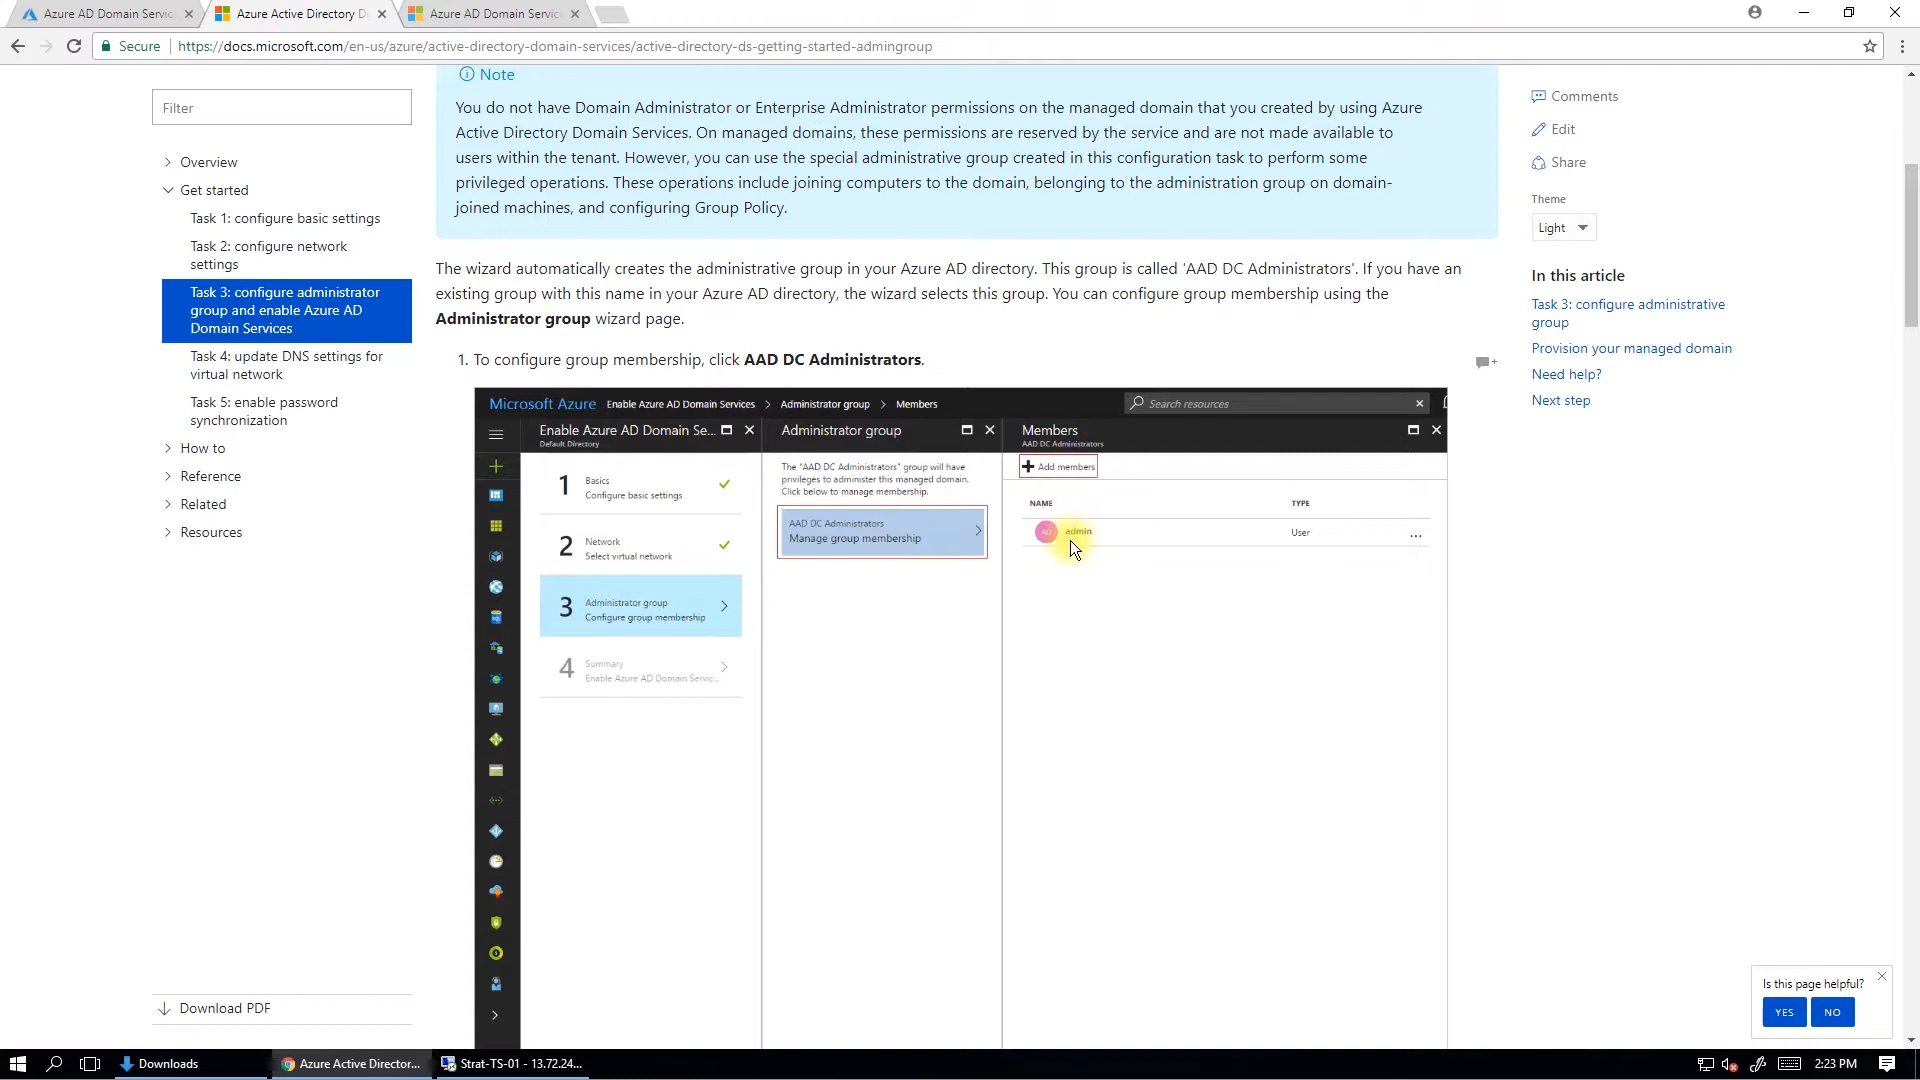 Azure AD Domain Servic
Azure Active Directory D
Azure AD Domain Servic
Secure
https://docs.microsoft.com/en-us/azure/active-directory-domain-services/active-directory-ds-getting-started-admingroup
Filter
Overview
Get started
Task 1: configure basic settings
Task 2: configure network
settings
Task 3: configure administrator
group and enable Azure AD
Domain Services
Task 4: update DNS settings for
virtual network
Task 5: enable password
synchronization
How to
Reference
Related
Resources
Download PDF
Note
You do not have Domain Administrator or Enterprise Administrator permissions on the managed domain that you created by using Azure
Active Directory Domain Services. On managed domains, these permissions are reserved by the service and are not made available to
users within the tenant. However, you can use the special administrative group created in this configuration task to perform some
privileged operations. These operations include joining computers to the domain, belonging to the administration group on domain-
joined machines, and configuring Group Policy.
The wizard automatically creates the administrative group in your Azure AD directory. This group is called 'AAD DC Administrators'. If you have an
existing group with this name in your Azure AD directory, the wizard selects this group. You can configure group membership using the
Administrator group wizard page.
1. To configure group membership, click AAD DC Administrators.
Microsoft Azure Enable Azure AD Domain Services > Administrator group > Members
Search resources
Enable Azure AD Domain Se...
Default Directory
1 Basics
Configure basic settings
2 Network
Select virtual network
3 Administrator group
Configure group membership
4 Summary
Enable Azure AD Domain Servic...
Administrator group
The "AAD DC Administrators" group will have
privileges to administer this managed domain.
Click below to manage membership.
AAD DC Administrators
Manage group membership
Members
AAD DC Administrators
Add members
NAME TYPE
AD admin User ...
Comments
Edit
Share
Theme
Light
In this article
Task 3: configure administrative
group
Provision your managed domain
Need help?
Next step
Is this page helpful?
YES NO
Downloads
Azure Active Director...
Strat-TS-01 - 13.72.24...
2:23 PM